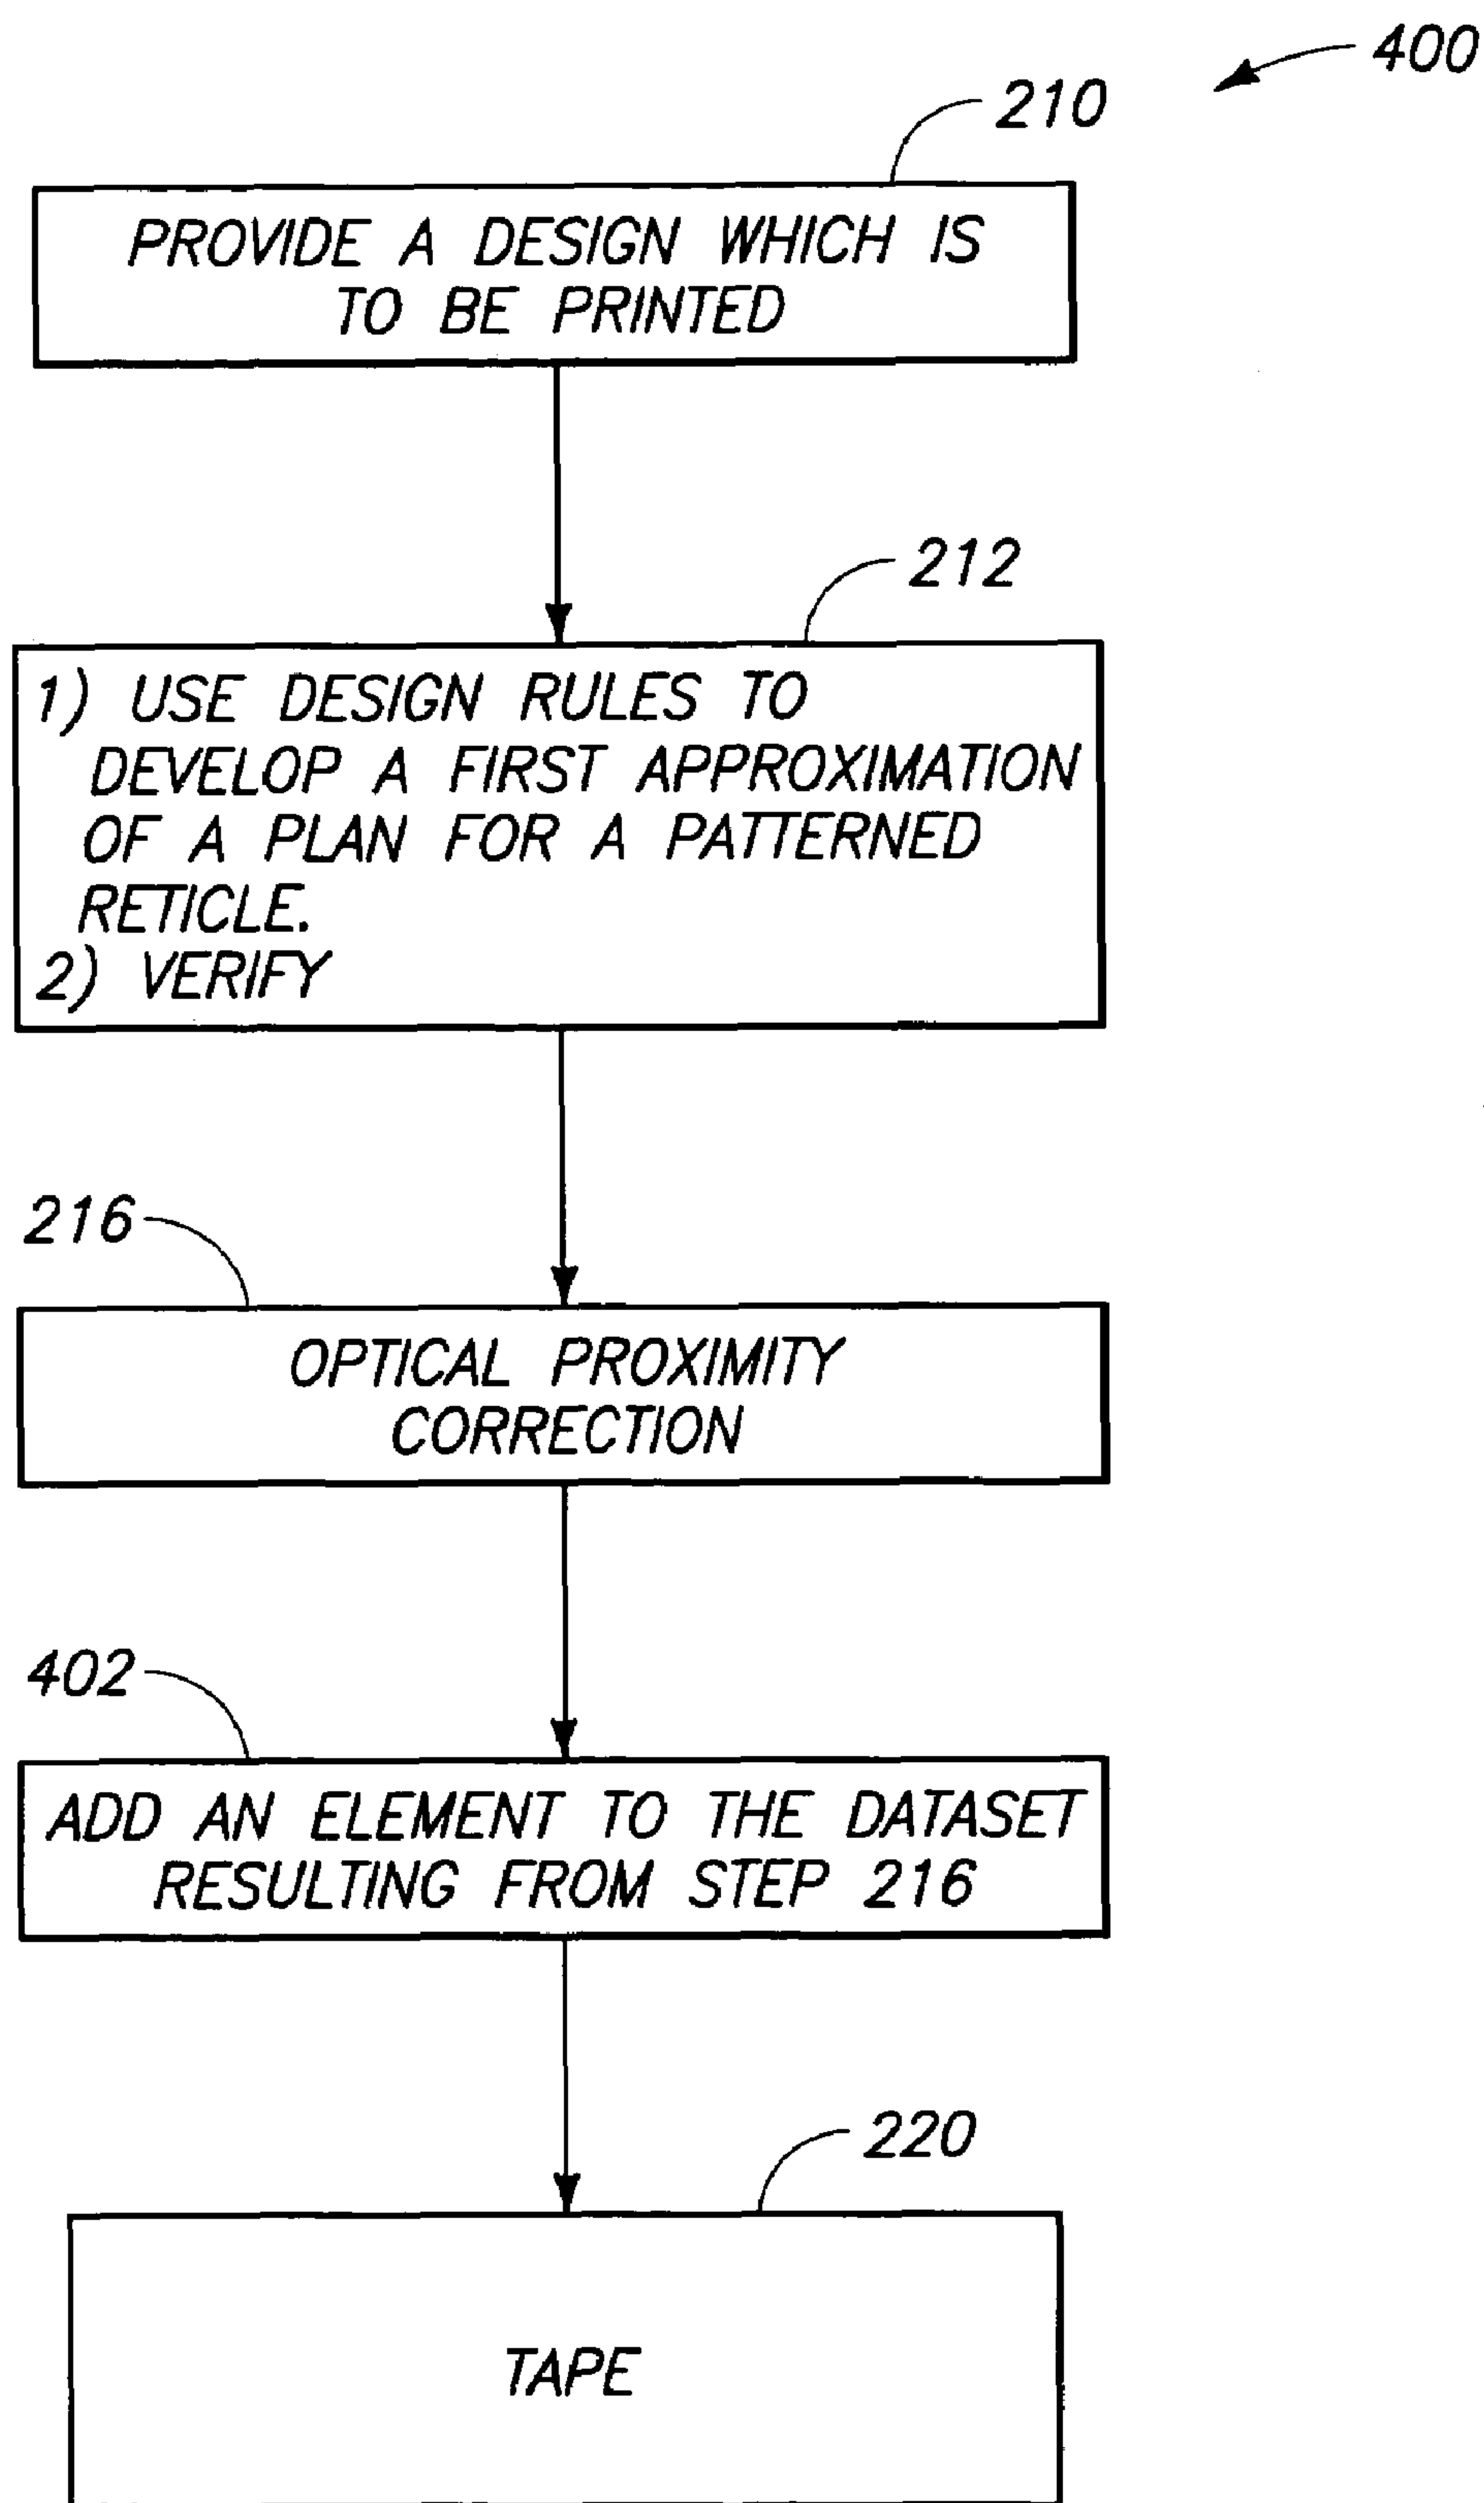 400
210
PROVIDE A DESIGN WHICH IS
TO BE PRINTED
212
1) USE DESIGN RULES TO
DEVELOP A FIRST APPROXIMATION
OF A PLAN FOR A PATTERNED
RETICLE.
2) VERIFY
216
OPTICAL PROXIMITY
CORRECTION
402
ADD AN ELEMENT TO THE DATASET
RESULTING FROM STEP 216
220
TAPE